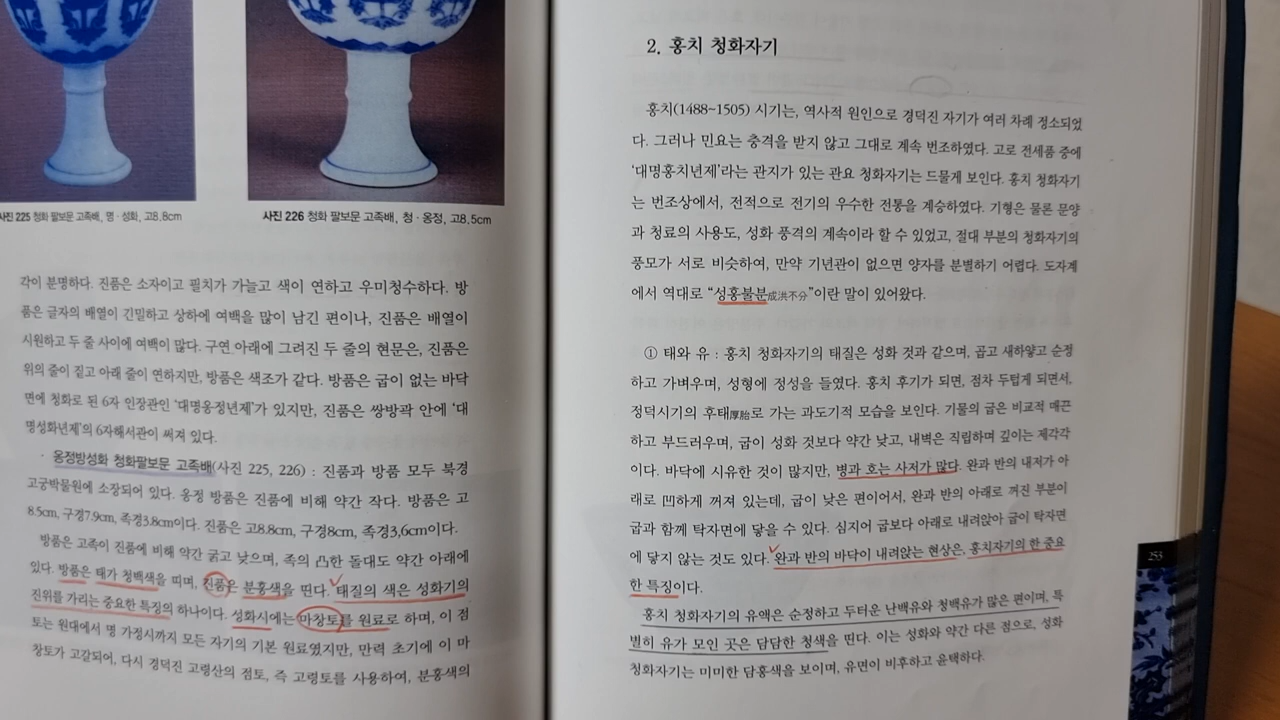 사진 225 청화 팔보문 고족배, 명 · 성화, 고8.8cm
사진 226 청화 팔보문 고족배, 청 · 옹정, 고8.5cm
각이 분명하다. 진품은 소자이고 필치가 가늘고 색이 연하고 우미청수하다. 방
품은 글자의 배열이 긴밀하고 상하에 여백을 많이 남긴 편이나, 진품은 배열이
시원하고 두 줄 사이에 여백이 많다. 구연 아래에 그려진 두 줄의 현문은, 진품은
위의 줄이 짙고 아래 줄이 연하지만, 방품은 색조가 같다. 방품은 굽이 없는 바닥
면에 청화로 된 6자 인장관인 ‘대명옹정년제’가 있지만, 진품은 쌍방곽 안에 ‘대
명성화년제’의 6자해서관이 써져 있다.
· 옹정방성화 청화팔보문 고족배(사진 225, 226) : 진품과 방품 모두 북경
고궁박물원에 소장되어 있다. 옹정 방품은 진품에 비해 약간 작다. 방품은 고
8.5cm, 구경7.9cm, 족경3.8cm이다. 진품은 고8.8cm, 구경8cm, 족경3,6cm이다.
방품은 고족이 진품에 비해 약간 굵고 낮으며, 족의 凸한 돌대도 약간 아래에
있다. 방품은 태가 청백색을 띠며, 진품은 분홍색을 띤다. 태질의 색은 성화기의
진위를 가리는 중요한 특징의 하나이다. 성화시에는 마창토를 원료로 하며, 이 점
토는 원대에서 명 가정시까지 모든 자기의 기본 원료였지만, 만력 초기에 이 마
창토가 고갈되어, 다시 경덕진 고령산의 점토, 즉 고령토를 사용하여, 분홍색의
2. 홍치 청화자기
홍치(1488~1505) 시기는, 역사적 원인으로 경덕진 자기가 여러 차례 정소되었
다. 그러나 민요는 충격을 받지 않고 그대로 계속 번조하였다. 고로 전세품 중에
‘대명홍치년제’라는 관지가 있는 관요 청화자기는 드물게 보인다. 홍치 청화자기
는 번조상에서, 전적으로 전기의 우수한 전통을 계승하였다. 기형은 물론 문양
과 청료의 사용도, 성화 풍격의 계속이라 할 수 있었고, 절대 부분의 청화자기의
풍모가 서로 비슷하여, 만약 기년관이 없으면 양자를 분별하기 어렵다. 도자계
에서 역대로 “성홍불분成洪不分”이란 말이 있어왔다.
① 태와 유 : 홍치 청화자기의 태질은 성화 것과 같으며, 곱고 새하얗고 순정
하고 가벼우며, 성형에 정성을 들였다. 홍치 후기가 되면, 점차 두텁게 되면서,
정덕시기의 후태厚胎로 가는 과도기적 모습을 보인다. 기물의 굽은 비교적 매끈
하고 부드러우며, 굽이 성화 것보다 약간 낮고, 내벽은 직립하며 깊이는 제각각
이다. 바닥에 시유한 것이 많지만, 병과 호는 사저가 많다. 완과 반의 내저가 아
래로 凹하게 꺼져 있는데, 굽이 낮은 편이어서, 완과 반의 아래로 꺼진 부분이
굽과 함께 탁자면에 닿을 수 있다. 심지어 굽보다 아래로 내려앉아 굽이 탁자면
에 닿지 않는 것도 있다. 완과 반의 바닥이 내려앉는 현상은, 홍치자기의 한 중요
한 특징이다.
홍치 청화자기의 유액은 순정하고 두터운 난백유와 청백유가 많은 편이며, 특
별히 유가 모인 곳은 담담한 청색을 띤다. 이는 성화와 약간 다른 점으로, 성화
청화자기는 미미한 담홍색을 보이며, 유면이 비후하고 윤택하다.
253